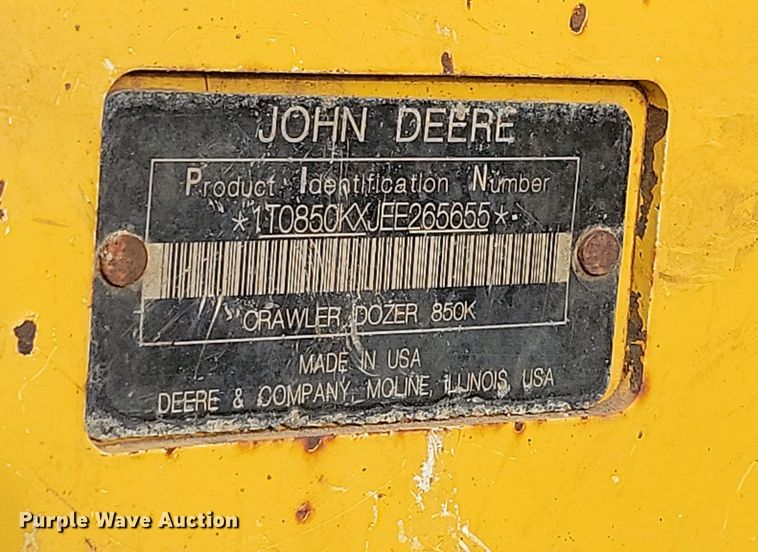 JOHN DEERE
Product Identification Number
*1T0850KXJEE265655*
CRAWLER DOZER 850K
MADE IN USA
DEERE & COMPANY, MOLINE, ILLINOIS, USA
Purple Wave Auction